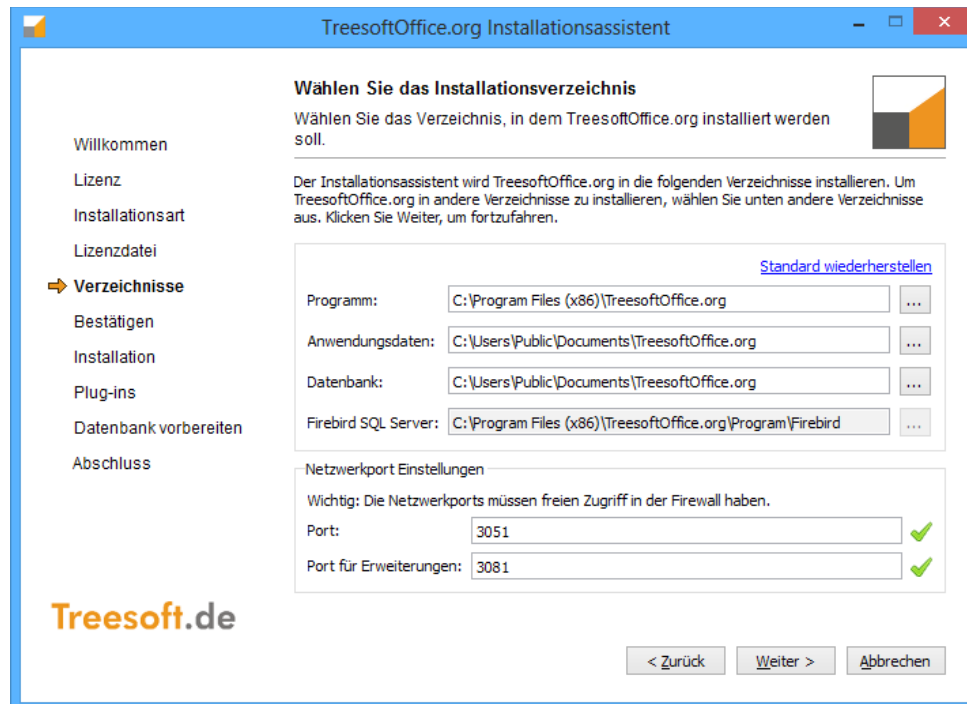 TreesoftOffice.org Installationsassistent
Wählen Sie das Installationsverzeichnis
Wählen Sie das Verzeichnis, in dem TreesoftOffice.org installiert werden
soll.
Willkommen
Lizenz
Installationsart
Lizenzdatei
Verzeichnisse
Bestätigen
Installation
Plug-ins
Datenbank vorbereiten
Abschluss
Der Installationsassistent wird TreesoftOffice.org in die folgenden Verzeichnisse installieren. Um
TreesoftOffice.org in andere Verzeichnisse zu installieren, wählen Sie unten andere Verzeichnisse
aus. Klicken Sie Weiter, um fortzufahren.
Standard wiederherstellen
Programm: C:\Program Files (x86)\TreesoftOffice.org ...
Anwendungsdaten: C:\Users\Public\Documents\TreesoftOffice.org ...
Datenbank: C:\Users\Public\Documents\TreesoftOffice.org ...
Firebird SQL Server: C:\Program Files (x86)\TreesoftOffice.org\Program\Firebird ...
Netzwerkport Einstellungen
Wichtig: Die Netzwerkports müssen freien Zugriff in der Firewall haben.
Port: 3051
Port für Erweiterungen: 3081
Treesoft.de
< Zurück Weiter > Abbrechen